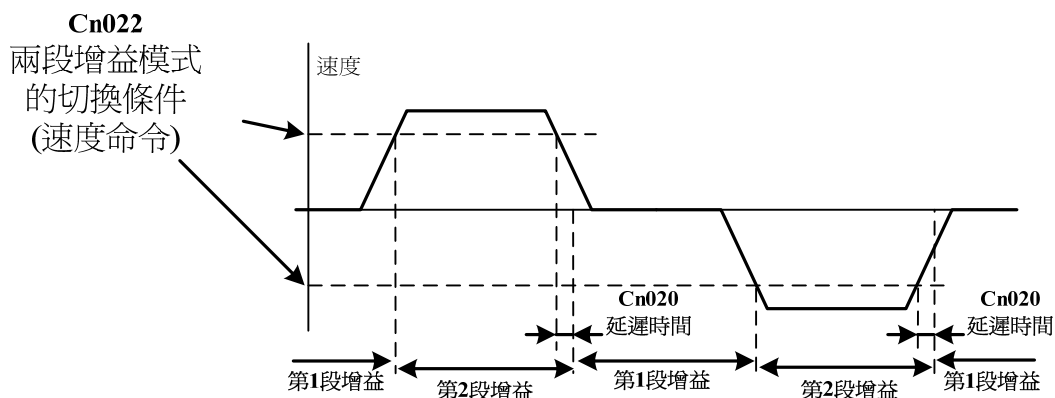 Cn022
兩段增益模式
的切換條件
(速度命令)
速度
Cn020
延遲時間
Cn020
延遲時間
第1段增益
第2段增益
第1段增益
第2段增益
第1段增益